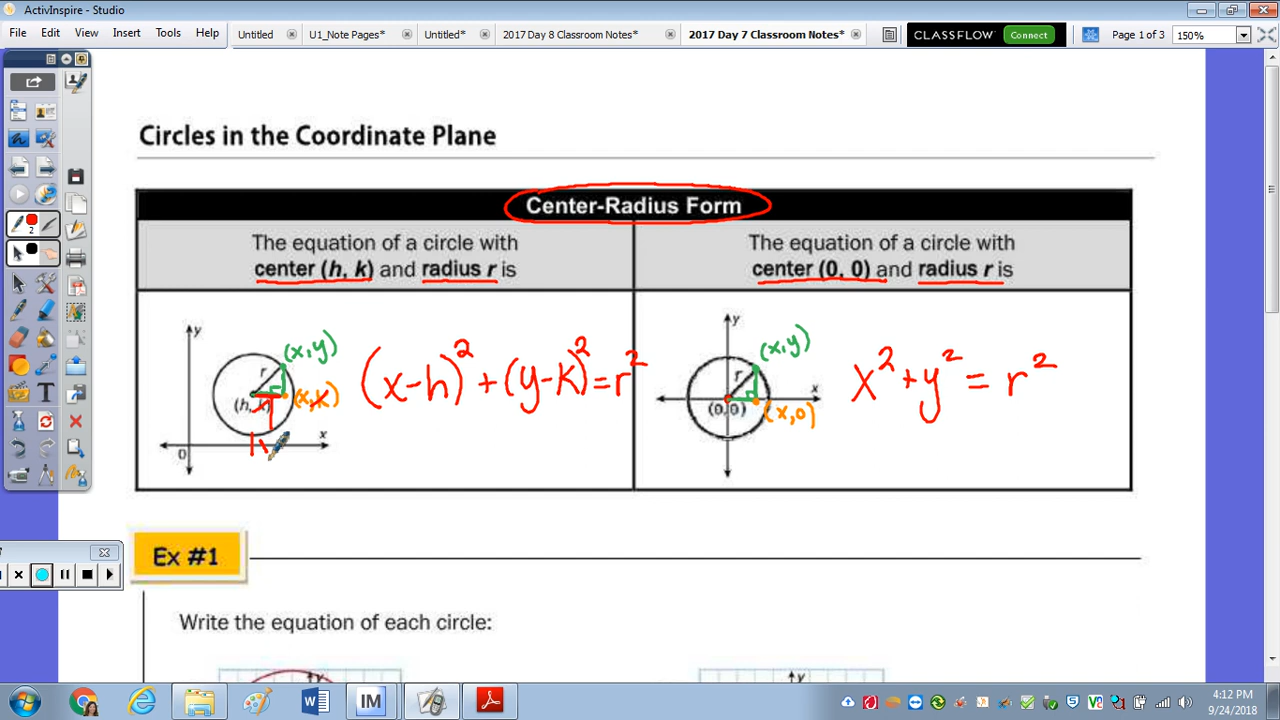 ActivInspire - Studio
File Edit View Insert Tools Help
Untitled U1_Note Pages* Untitled* 2017 Day 8 Classroom Notes* 2017 Day 7 Classroom Notes*
CLASSFLOW Connect
Page 1 of 3 150%
2
Circles in the Coordinate Plane
Center-Radius Form
The equation of a circle with
center (h, k) and radius r is
The equation of a circle with
center (0, 0) and radius r is
y
(x,y)
r
(h, k)
(x,k)
x
0
(x-h)²+(y-k)²=r²
y
(x,y)
r
x
(0,0)
(x,0)
x²+y²=r²
Ex #1
Write the equation of each circle:
y
y
W
IM
4:12 PM
9/24/2018